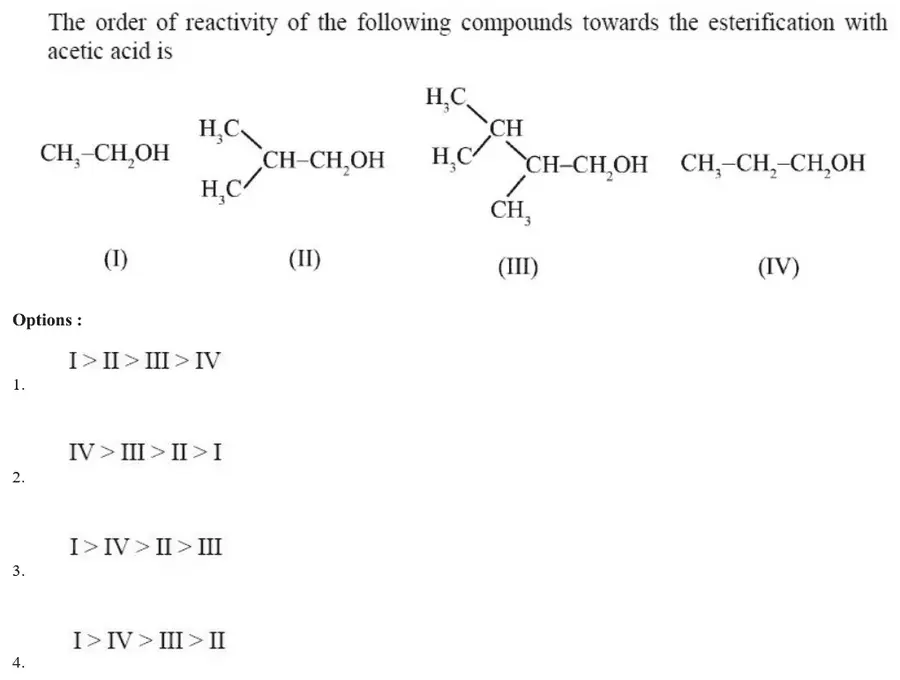 The order of reactivity of the following compounds towards the esterification with
acetic acid is
H₃C
H₃C
CH
CH₃–CH₂OH
CH–CH₂OH
H₃C
CH–CH₂OH
CH₃–CH₂–CH₂OH
H₃C
CH₃
(I)
(II)
(III)
(IV)
Options :
I > II > III > IV
1.
IV > III > II > I
2.
I > IV > II > III
3.
I > IV > III > II
4.